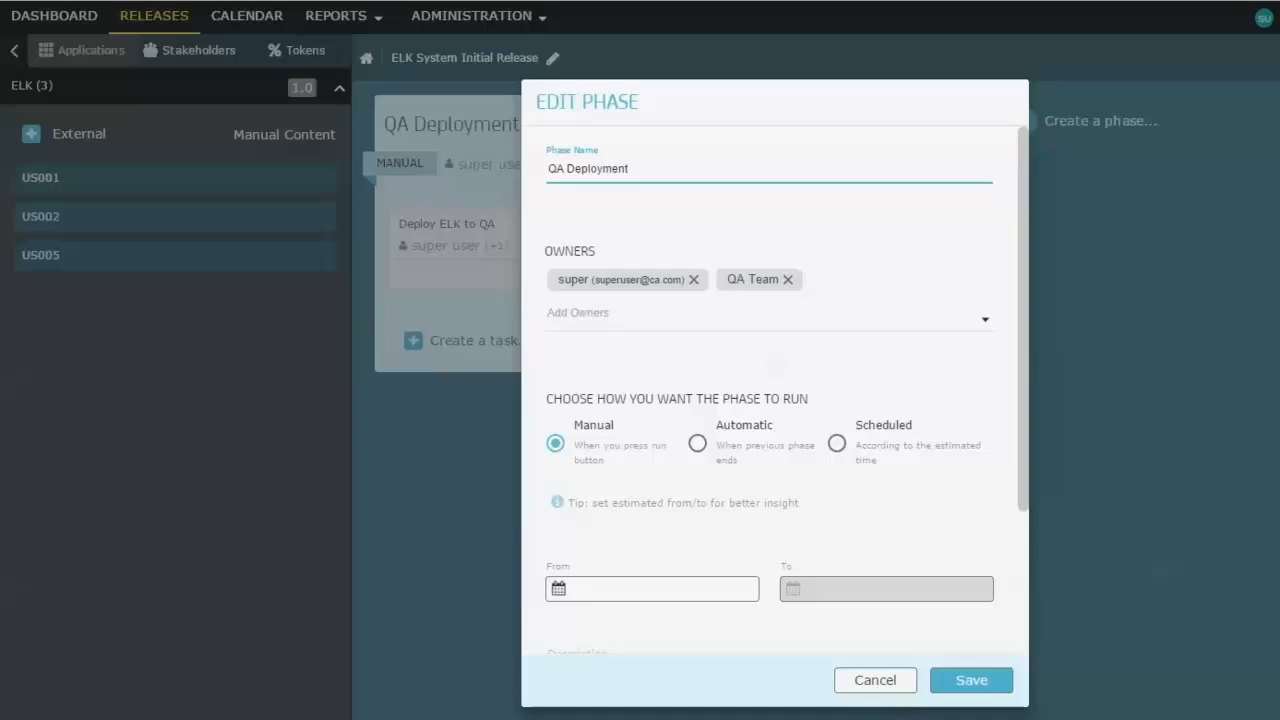 DASHBOARD RELEASES CALENDAR REPORTS ADMINISTRATION SU
Applications Stakeholders Tokens
ELK System Initial Release
ELK (3) 1.0
External Manual Content
US001
US002
US005
QA Deployment
MANUAL super use
Deploy ELK to QA
super user (+1)
Create a task.
Create a phase...
EDIT PHASE
Phase Name
QA Deployment
OWNERS
super (superuser@ca.com) QA Team
Add Owners
CHOOSE HOW YOU WANT THE PHASE TO RUN
Manual
When you press run
button
Automatic
When previous phase
ends
Scheduled
According to the estimated
time
Tip: set estimated from/to for better insight
From To
Description
Cancel Save